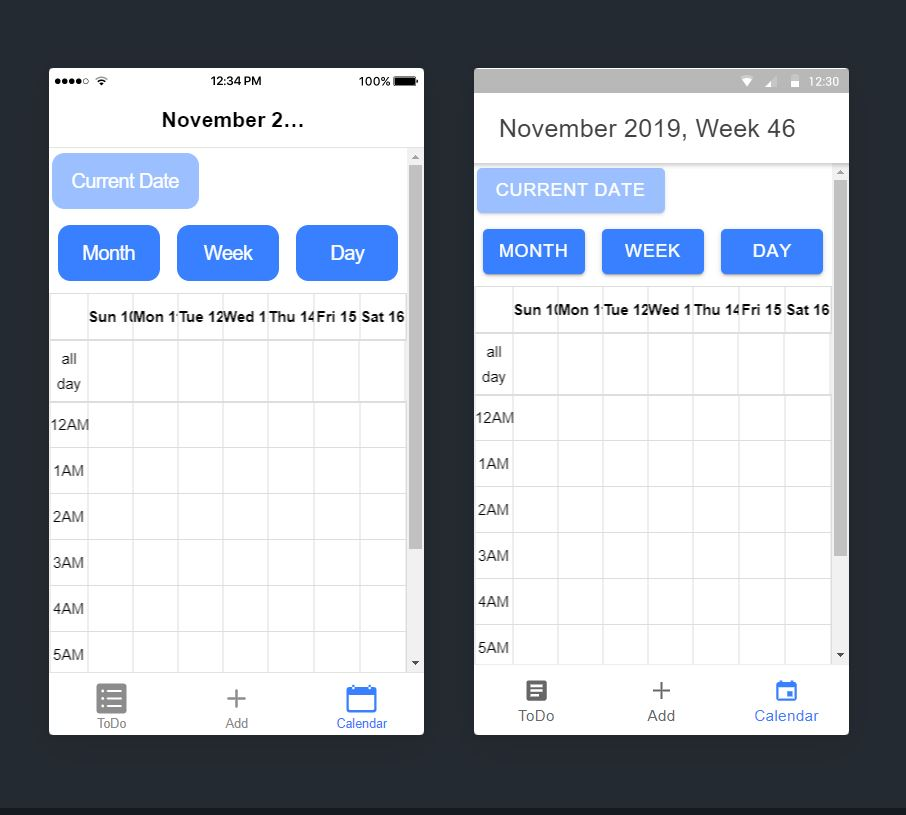 12:34 PM 100%
November 2...
Current Date
Month Week Day
Sun 10 Mon 1 Tue 12 Wed 1 Thu 14 Fri 15 Sat 16
all
day
12AM
1AM
2AM
3AM
4AM
5AM
ToDo Add Calendar
12:30
November 2019, Week 46
CURRENT DATE
MONTH WEEK DAY
Sun 10 Mon 1 Tue 12 Wed 1 Thu 14 Fri 15 Sat 16
all
day
12AM
1AM
2AM
3AM
4AM
5AM
ToDo Add Calendar